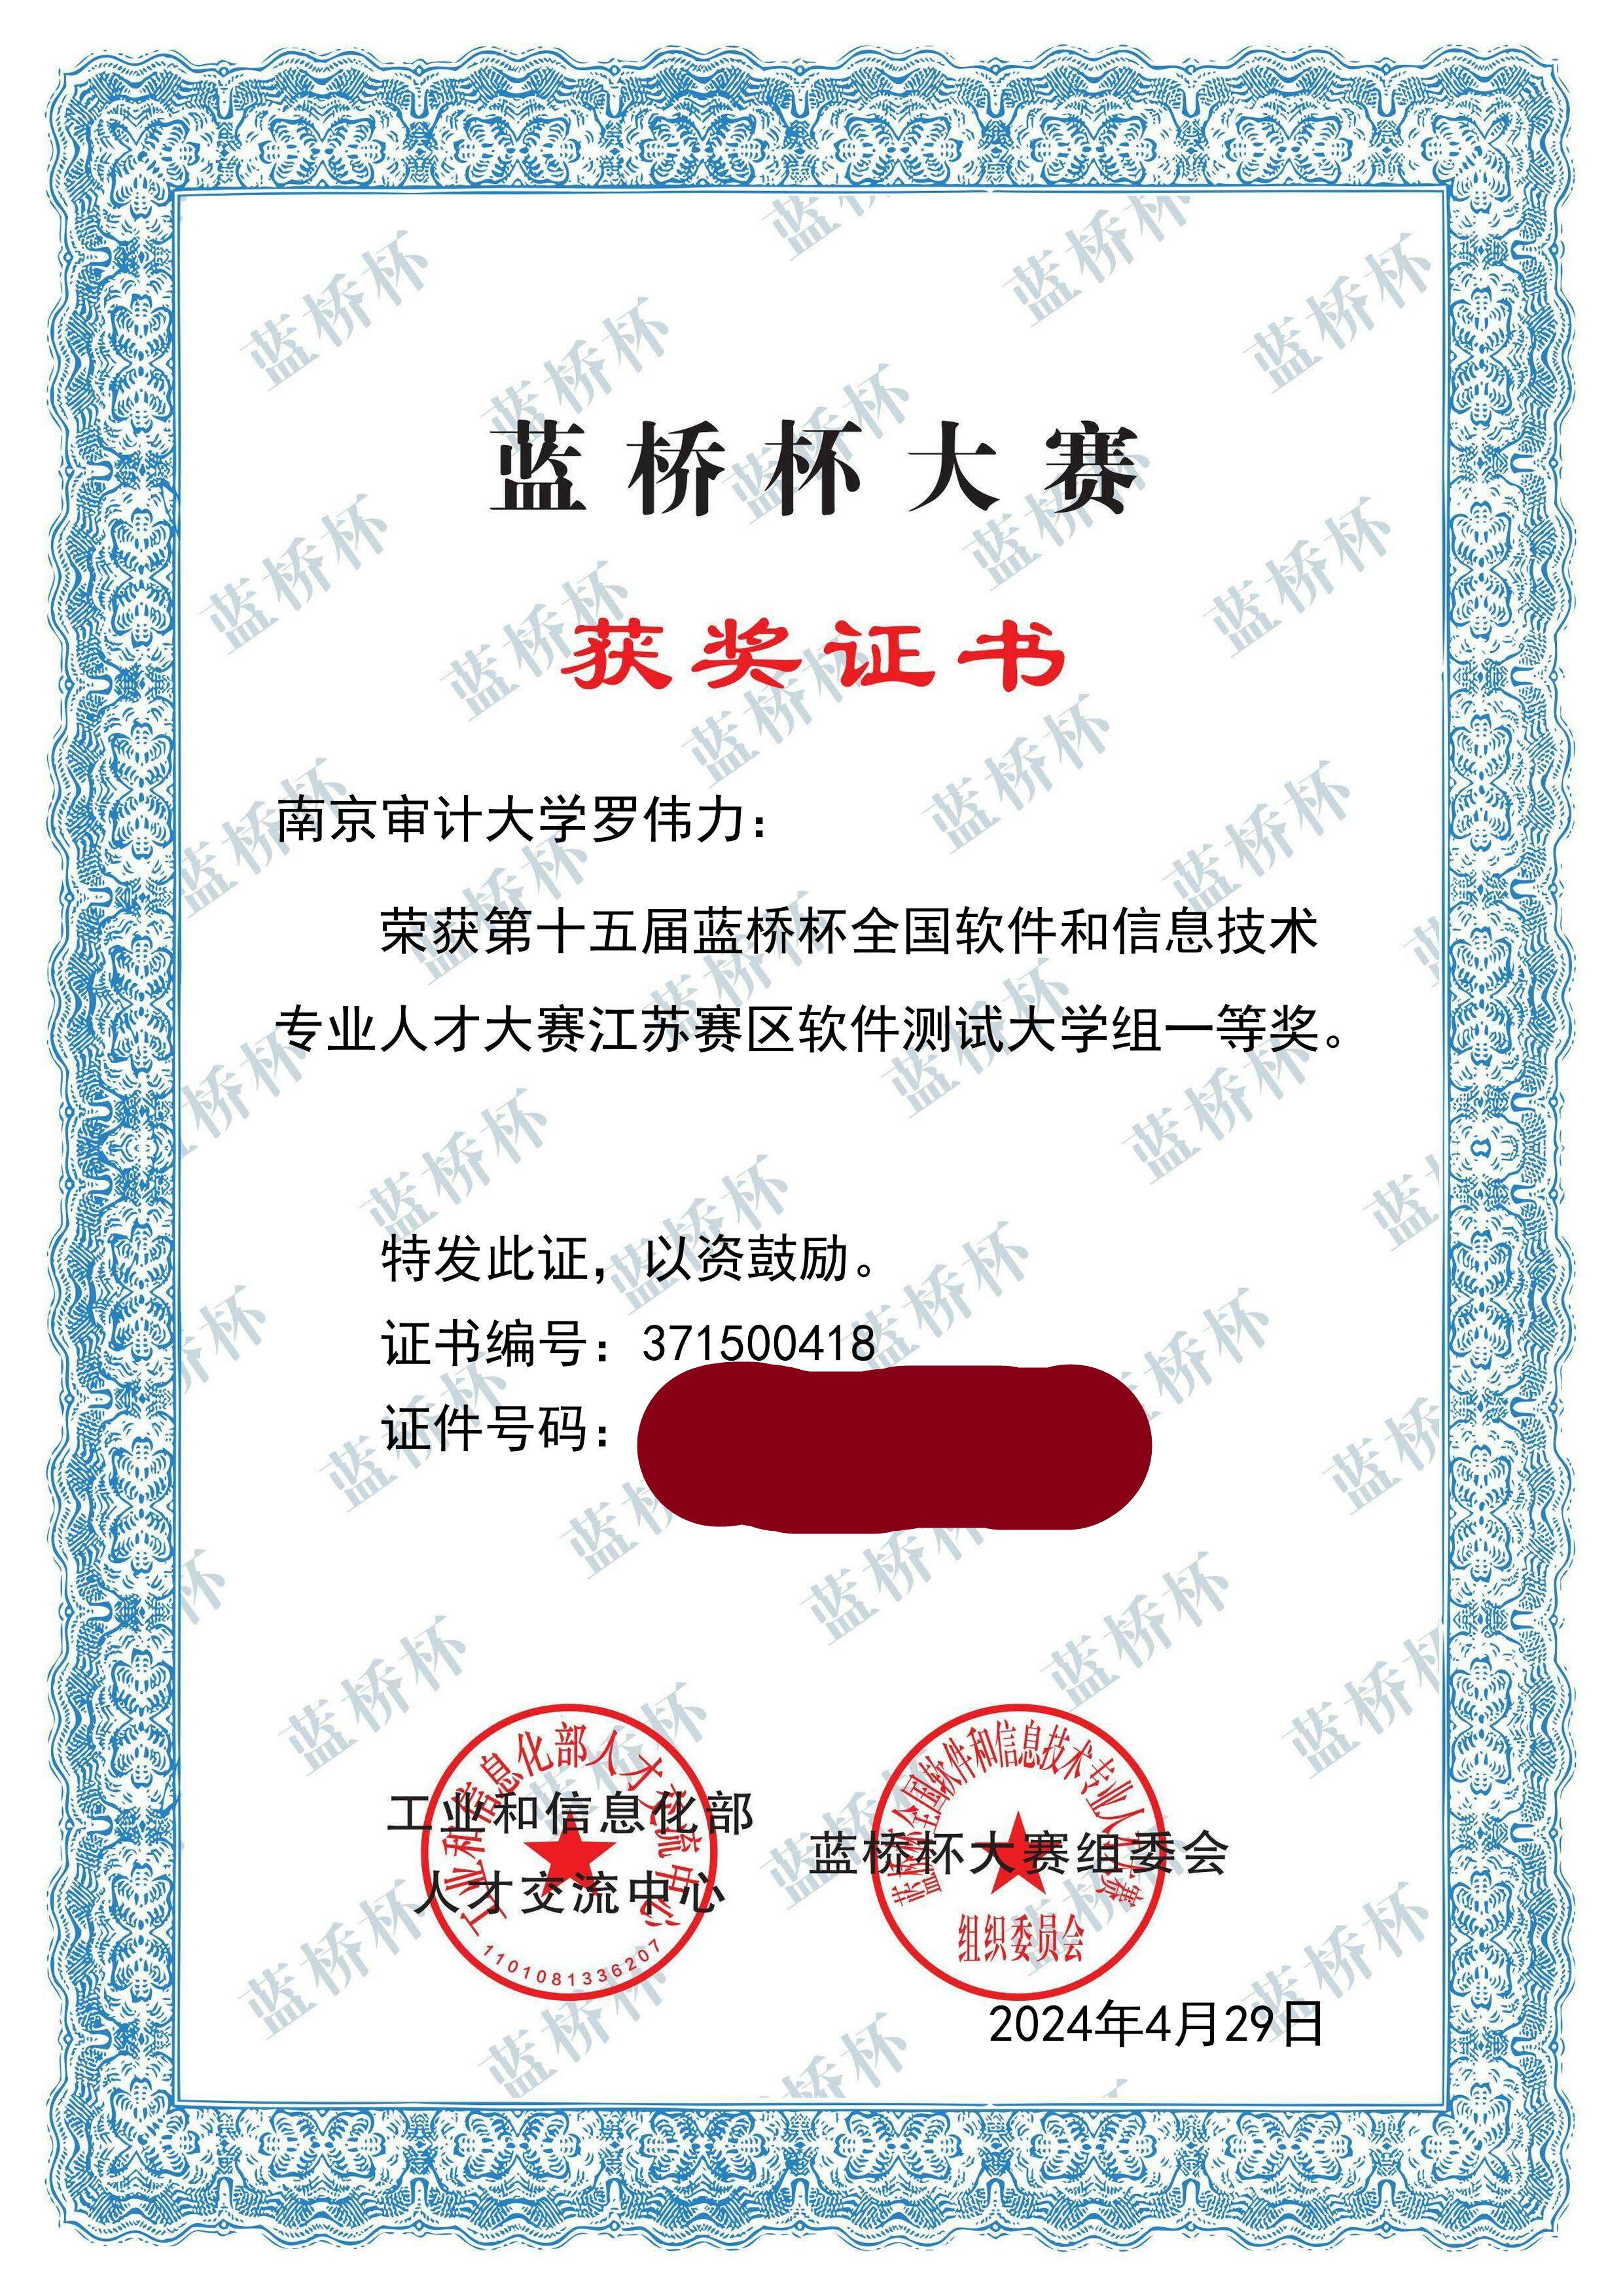 蓝桥杯大赛
获奖证书
南京审计大学罗伟力：
荣获第十五届蓝桥杯全国软件和信息技术
专业人才大赛江苏赛区软件测试大学组一等奖。
特发此证，以资鼓励。
证书编号：371500418
证件号码：
工业和信息化部
人才交流中心
工业和信息化部人才交流中心
1101081336207
蓝桥杯大赛组委会
蓝桥杯全国软件和信息技术专业人才大赛
组织委员会
2024年4月29日
蓝桥杯